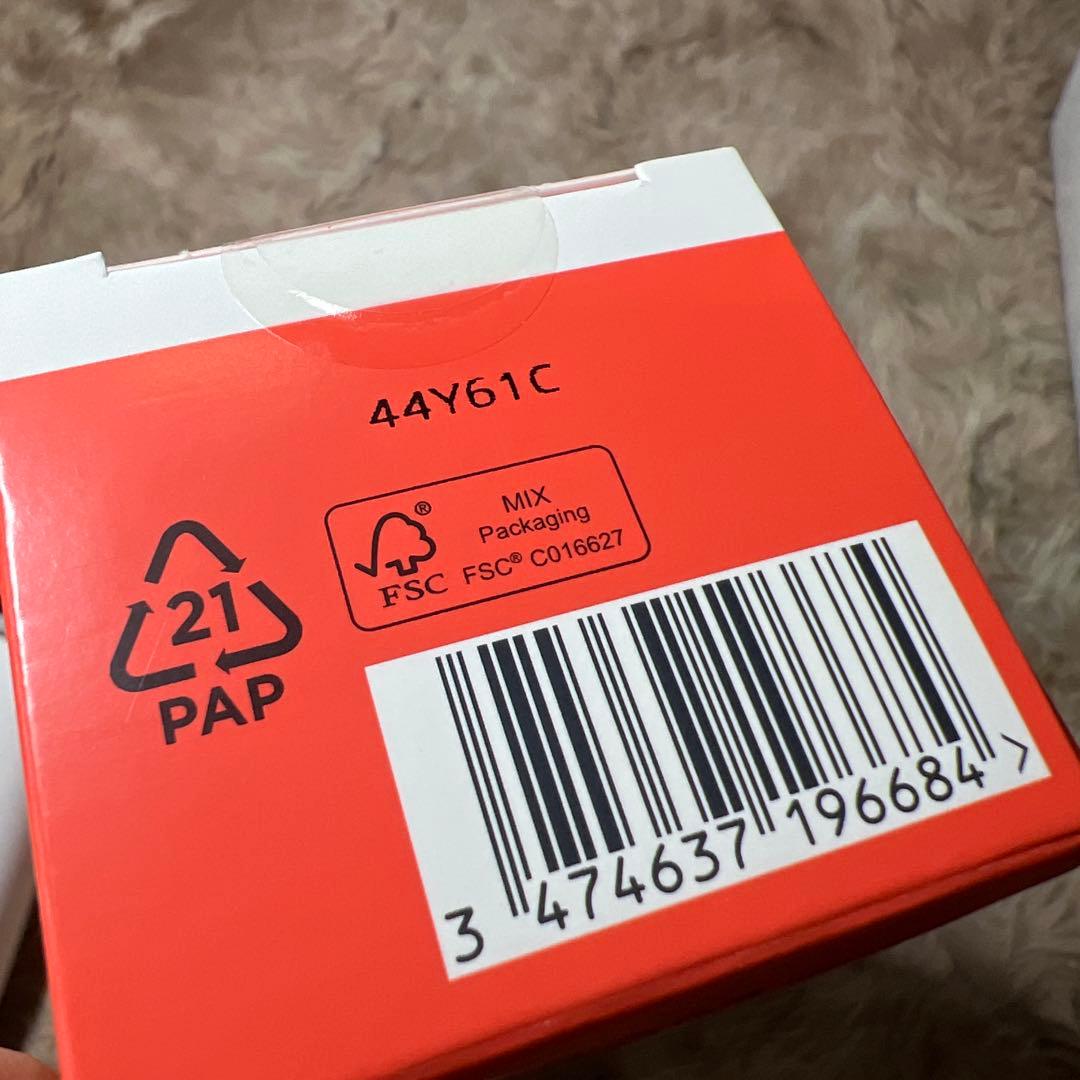 44Y61C
MIX
Packaging
FSC® C016627
®
FSC
21
PAP
3 474637 196684 >